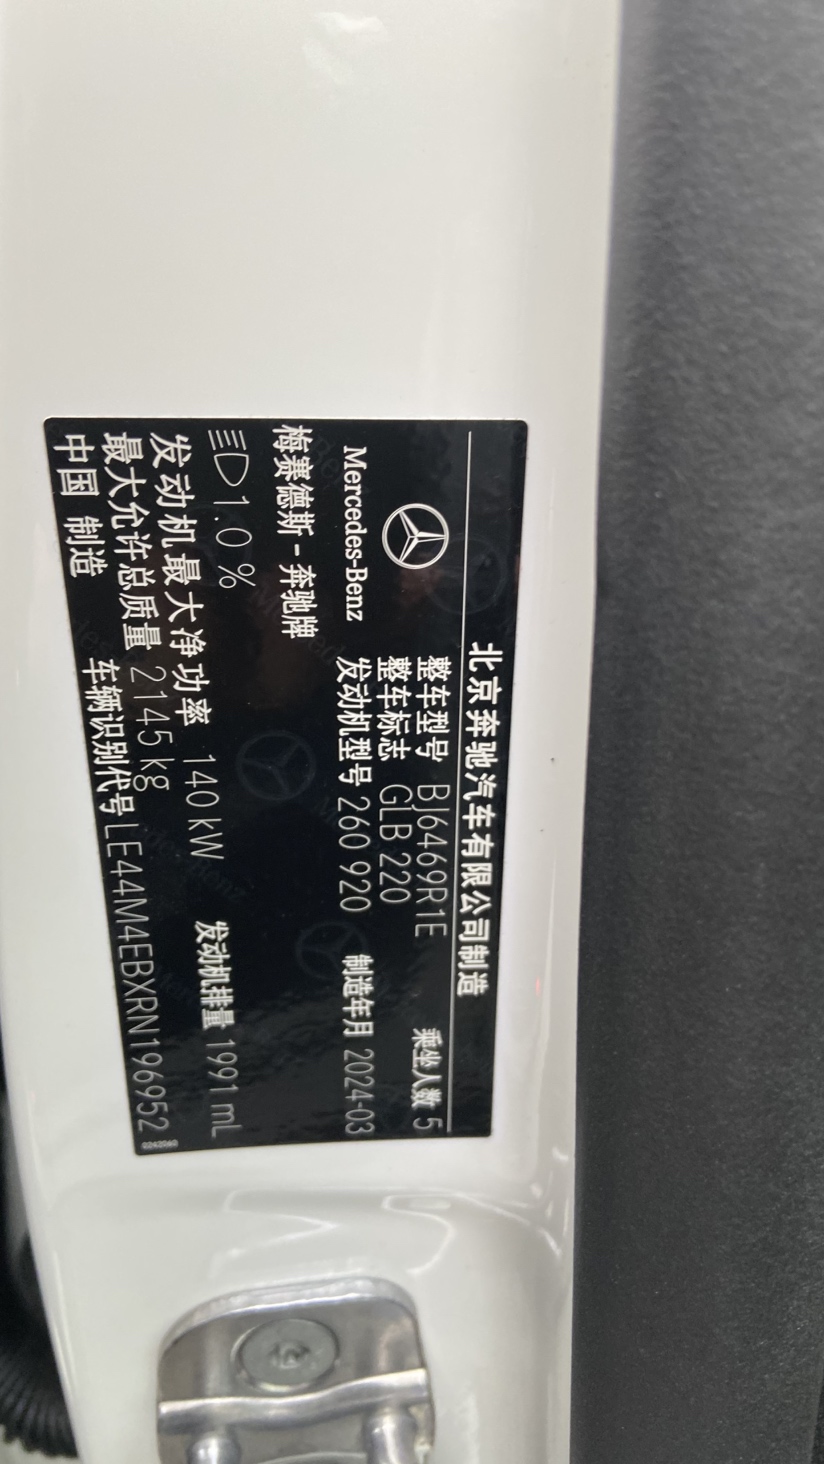 北京奔驰汽车有限公司制造
Mercedes-Benz
梅赛德斯-奔驰牌
整车型号 BJ6469R1E 乘坐人数 5
整车标志 GLB 220
发动机型号 260 920 制造年月 2024-03
1.0 %
发动机最大净功率 140 kW 发动机排量 1991 mL
最大允许总质量 2145 kg
中国 制造 车辆识别代号 LE44M4EBXRN196952